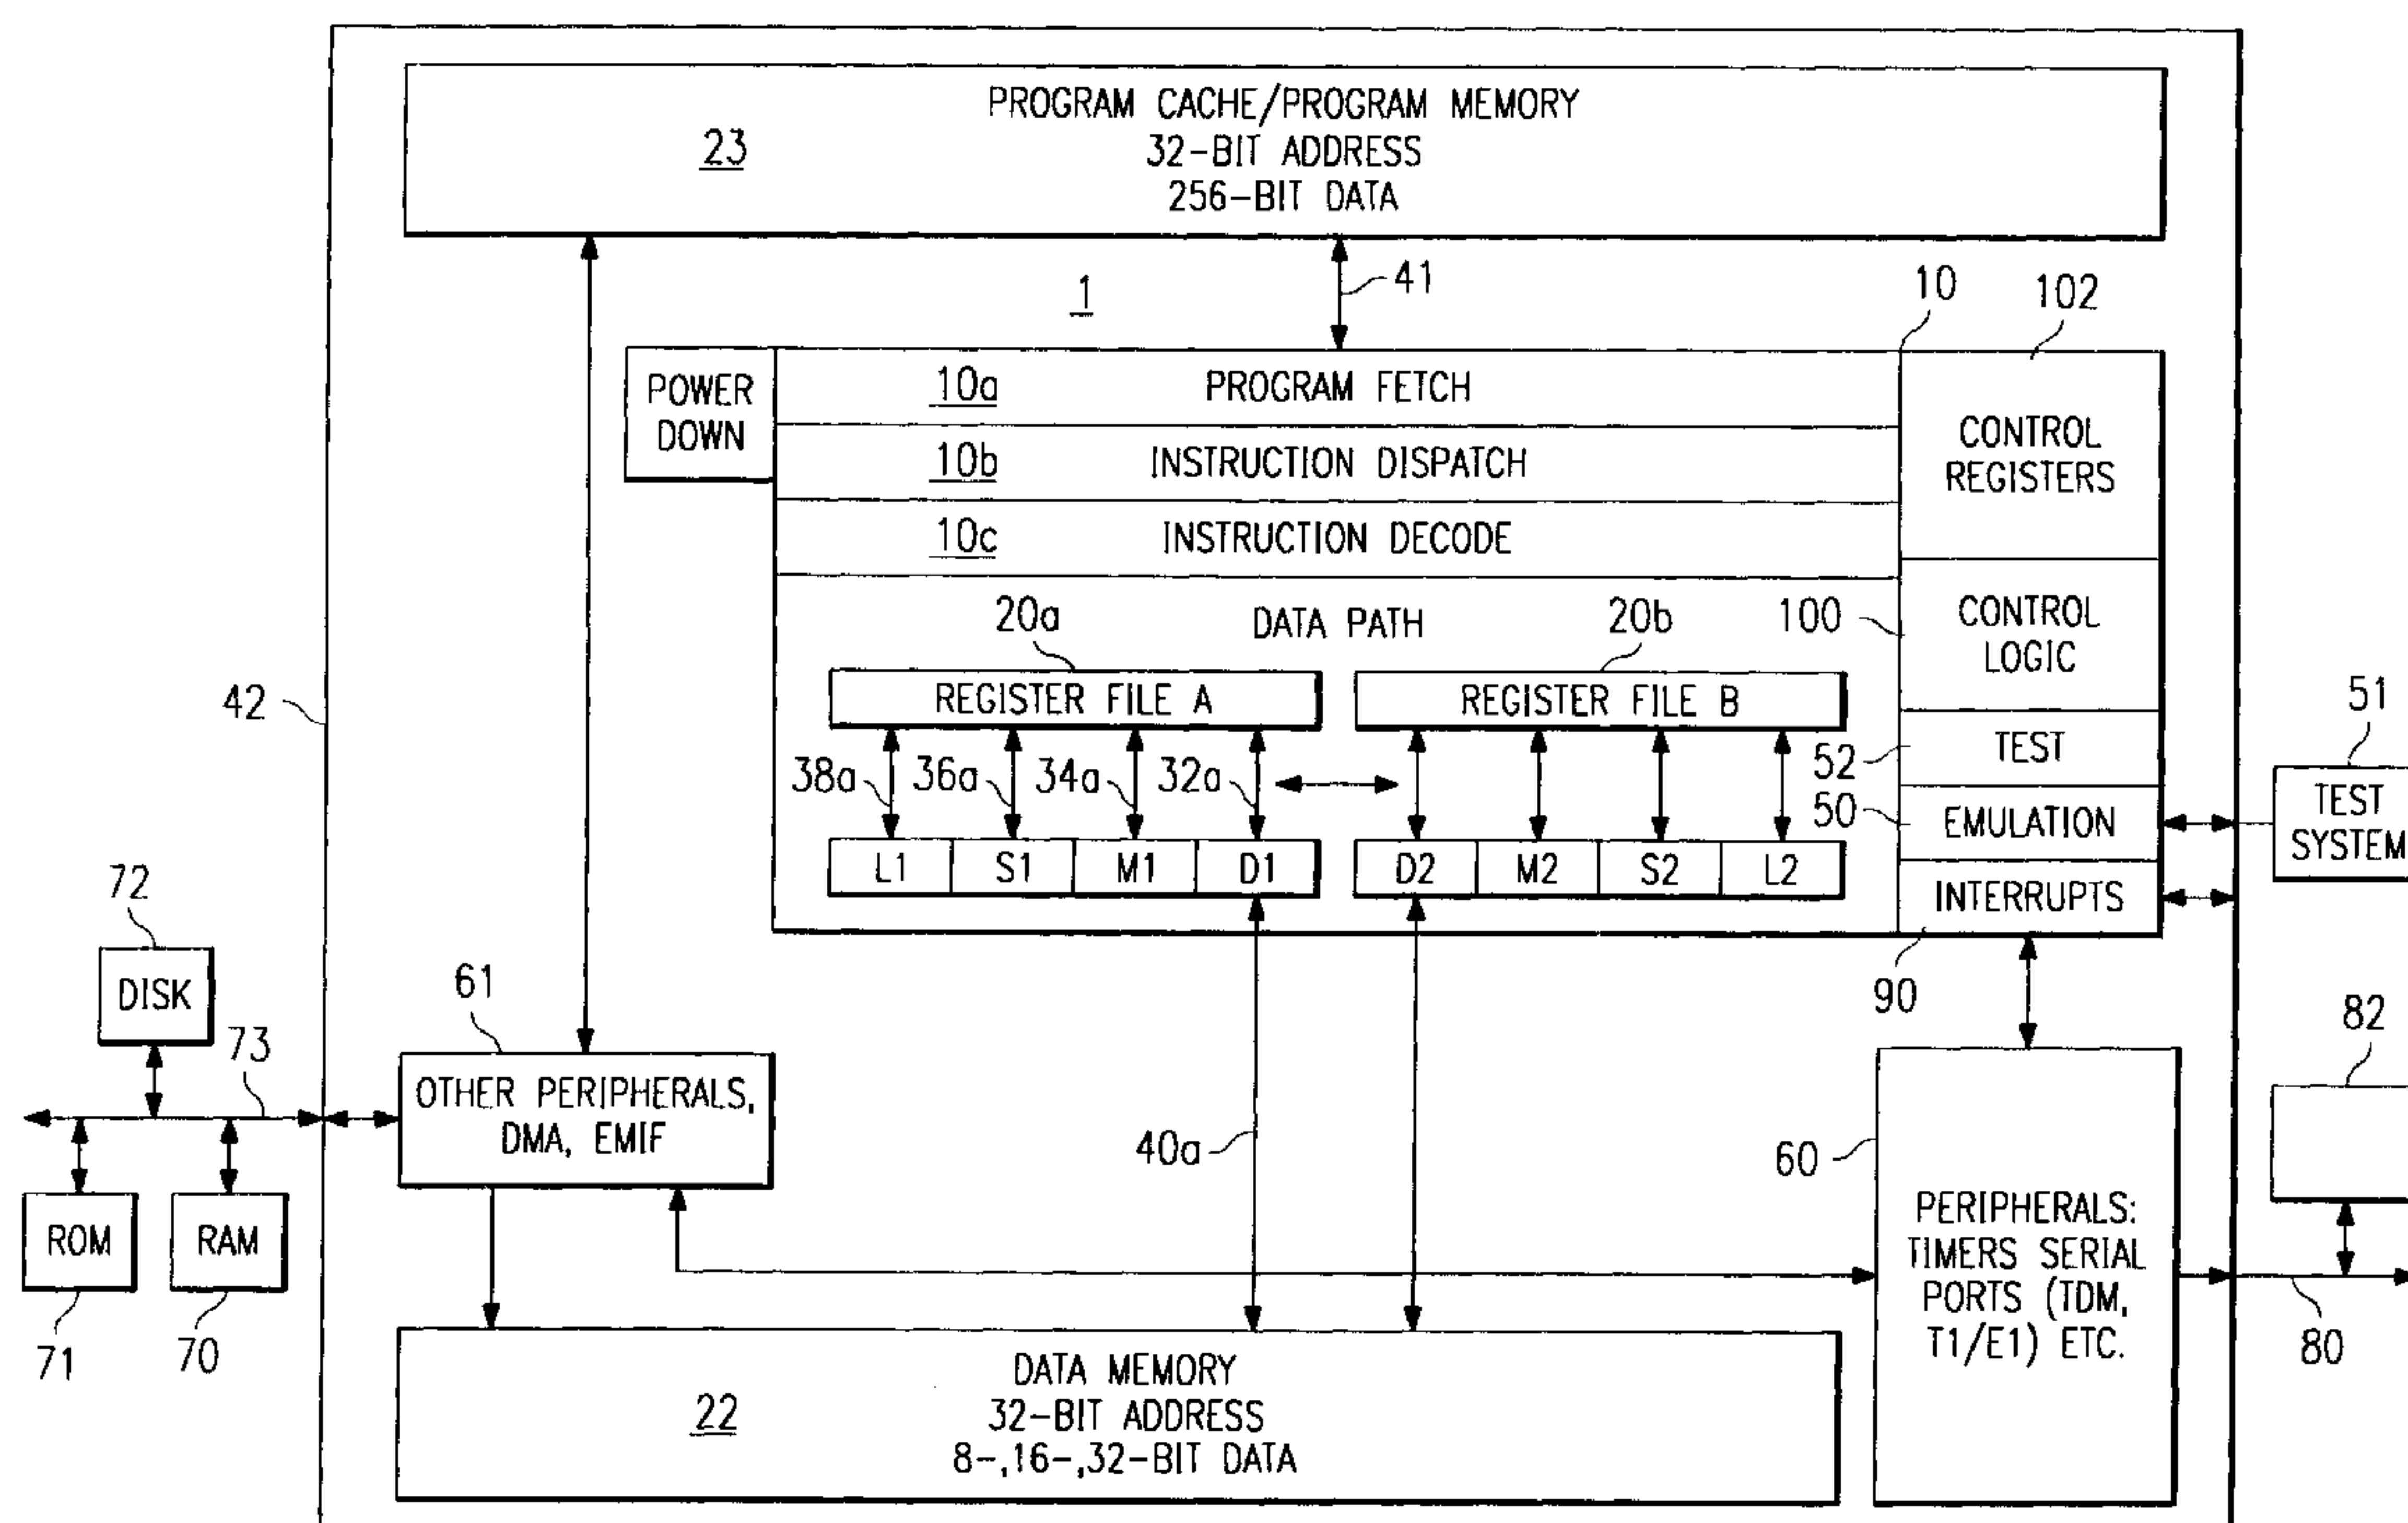 PROGRAM CACHE/PROGRAM MEMORY
32-BIT ADDRESS
256-BIT DATA
23
1
41
10
102
POWER
DOWN
10a
PROGRAM FETCH
10b
INSTRUCTION DISPATCH
10c
INSTRUCTION DECODE
CONTROL
REGISTERS
20a
DATA PATH
20b
100
CONTROL
LOGIC
REGISTER FILE A
REGISTER FILE B
42
38a
36a
34a
32a
52
TEST
50
EMULATION
INTERRUPTS
51
TEST
SYSTEM
L1
S1
M1
D1
D2
M2
S2
L2
90
72
DISK
73
61
OTHER PERIPHERALS,
DMA, EMIF
40a
60
82
ROM
RAM
71
70
PERIPHERALS:
TIMERS SERIAL
PORTS (TDM,
T1/E1) ETC.
80
DATA MEMORY
32-BIT ADDRESS
8-,16-,32-BIT DATA
22